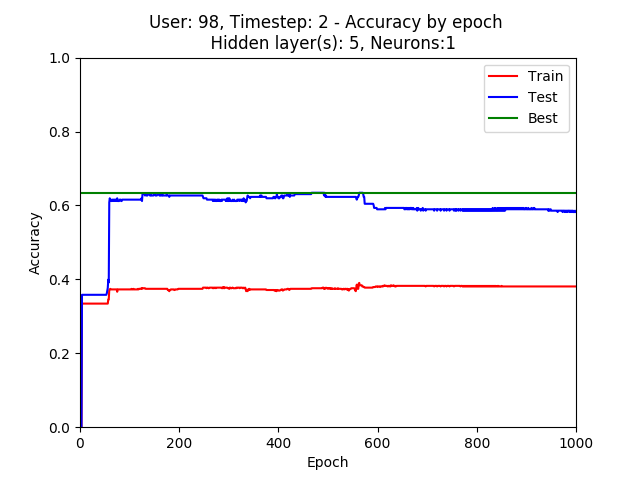 User: 98, Timestep: 2 - Accuracy by epoch
Hidden layer(s): 5, Neurons:1
Train
Test
Best
1.0
0.8
0.6
0.4
0.2
0.0
Accuracy
0 200 400 600 800 1000
Epoch